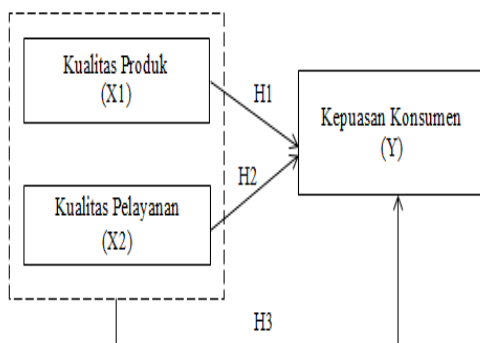 Kualitas Produk
(X1)
H1
Kepuasan Konsumen
(Y)
H2
Kualitas Pelayanan
(X2)
H3